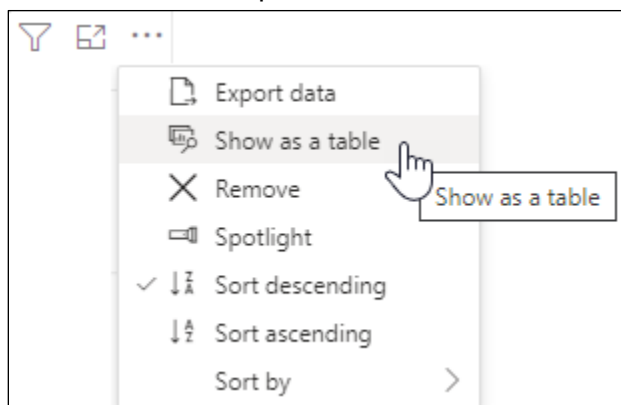 Export data
Show as a table
Show as a table
Remove
Spotlight
Sort descending
Sort ascending
Sort by